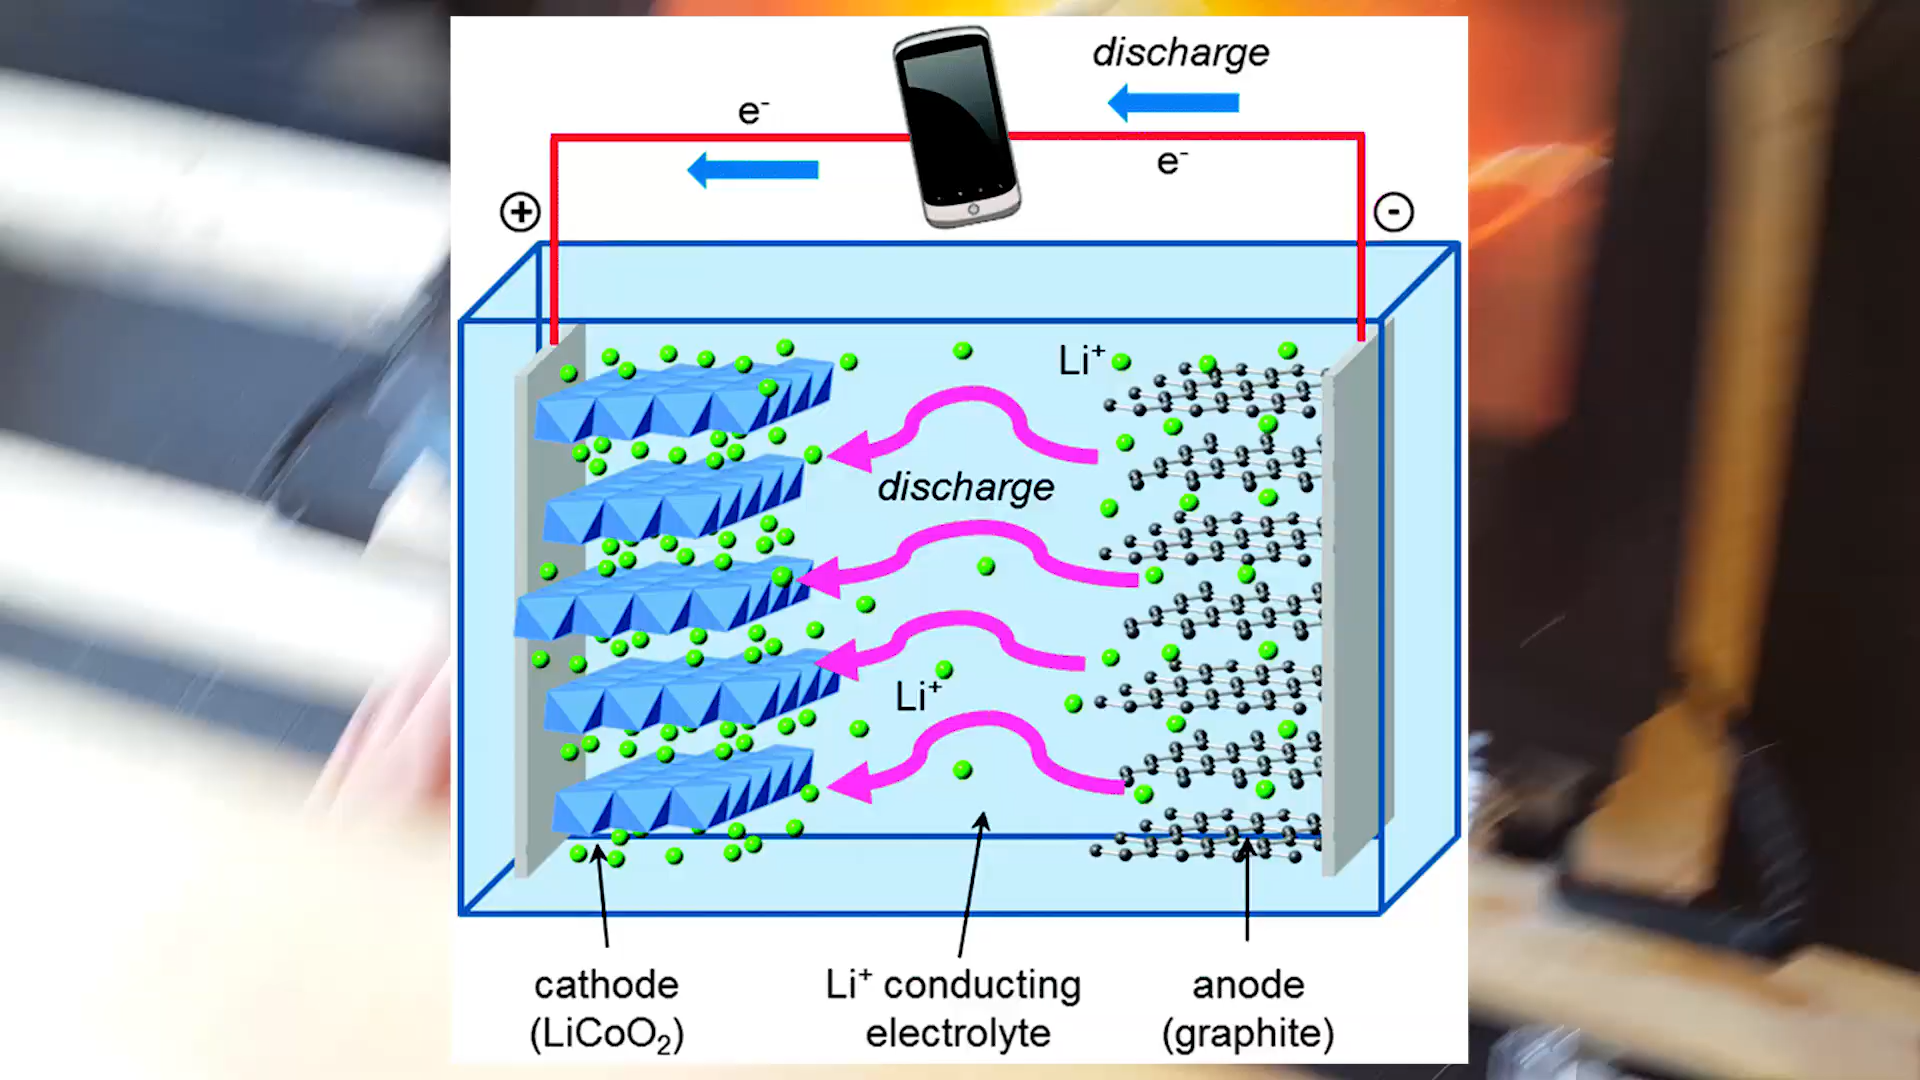 discharge
e⁻
e⁻
+
-
Li⁺
discharge
Li⁺
cathode
(LiCoO₂)
Li⁺ conducting
electrolyte
anode
(graphite)